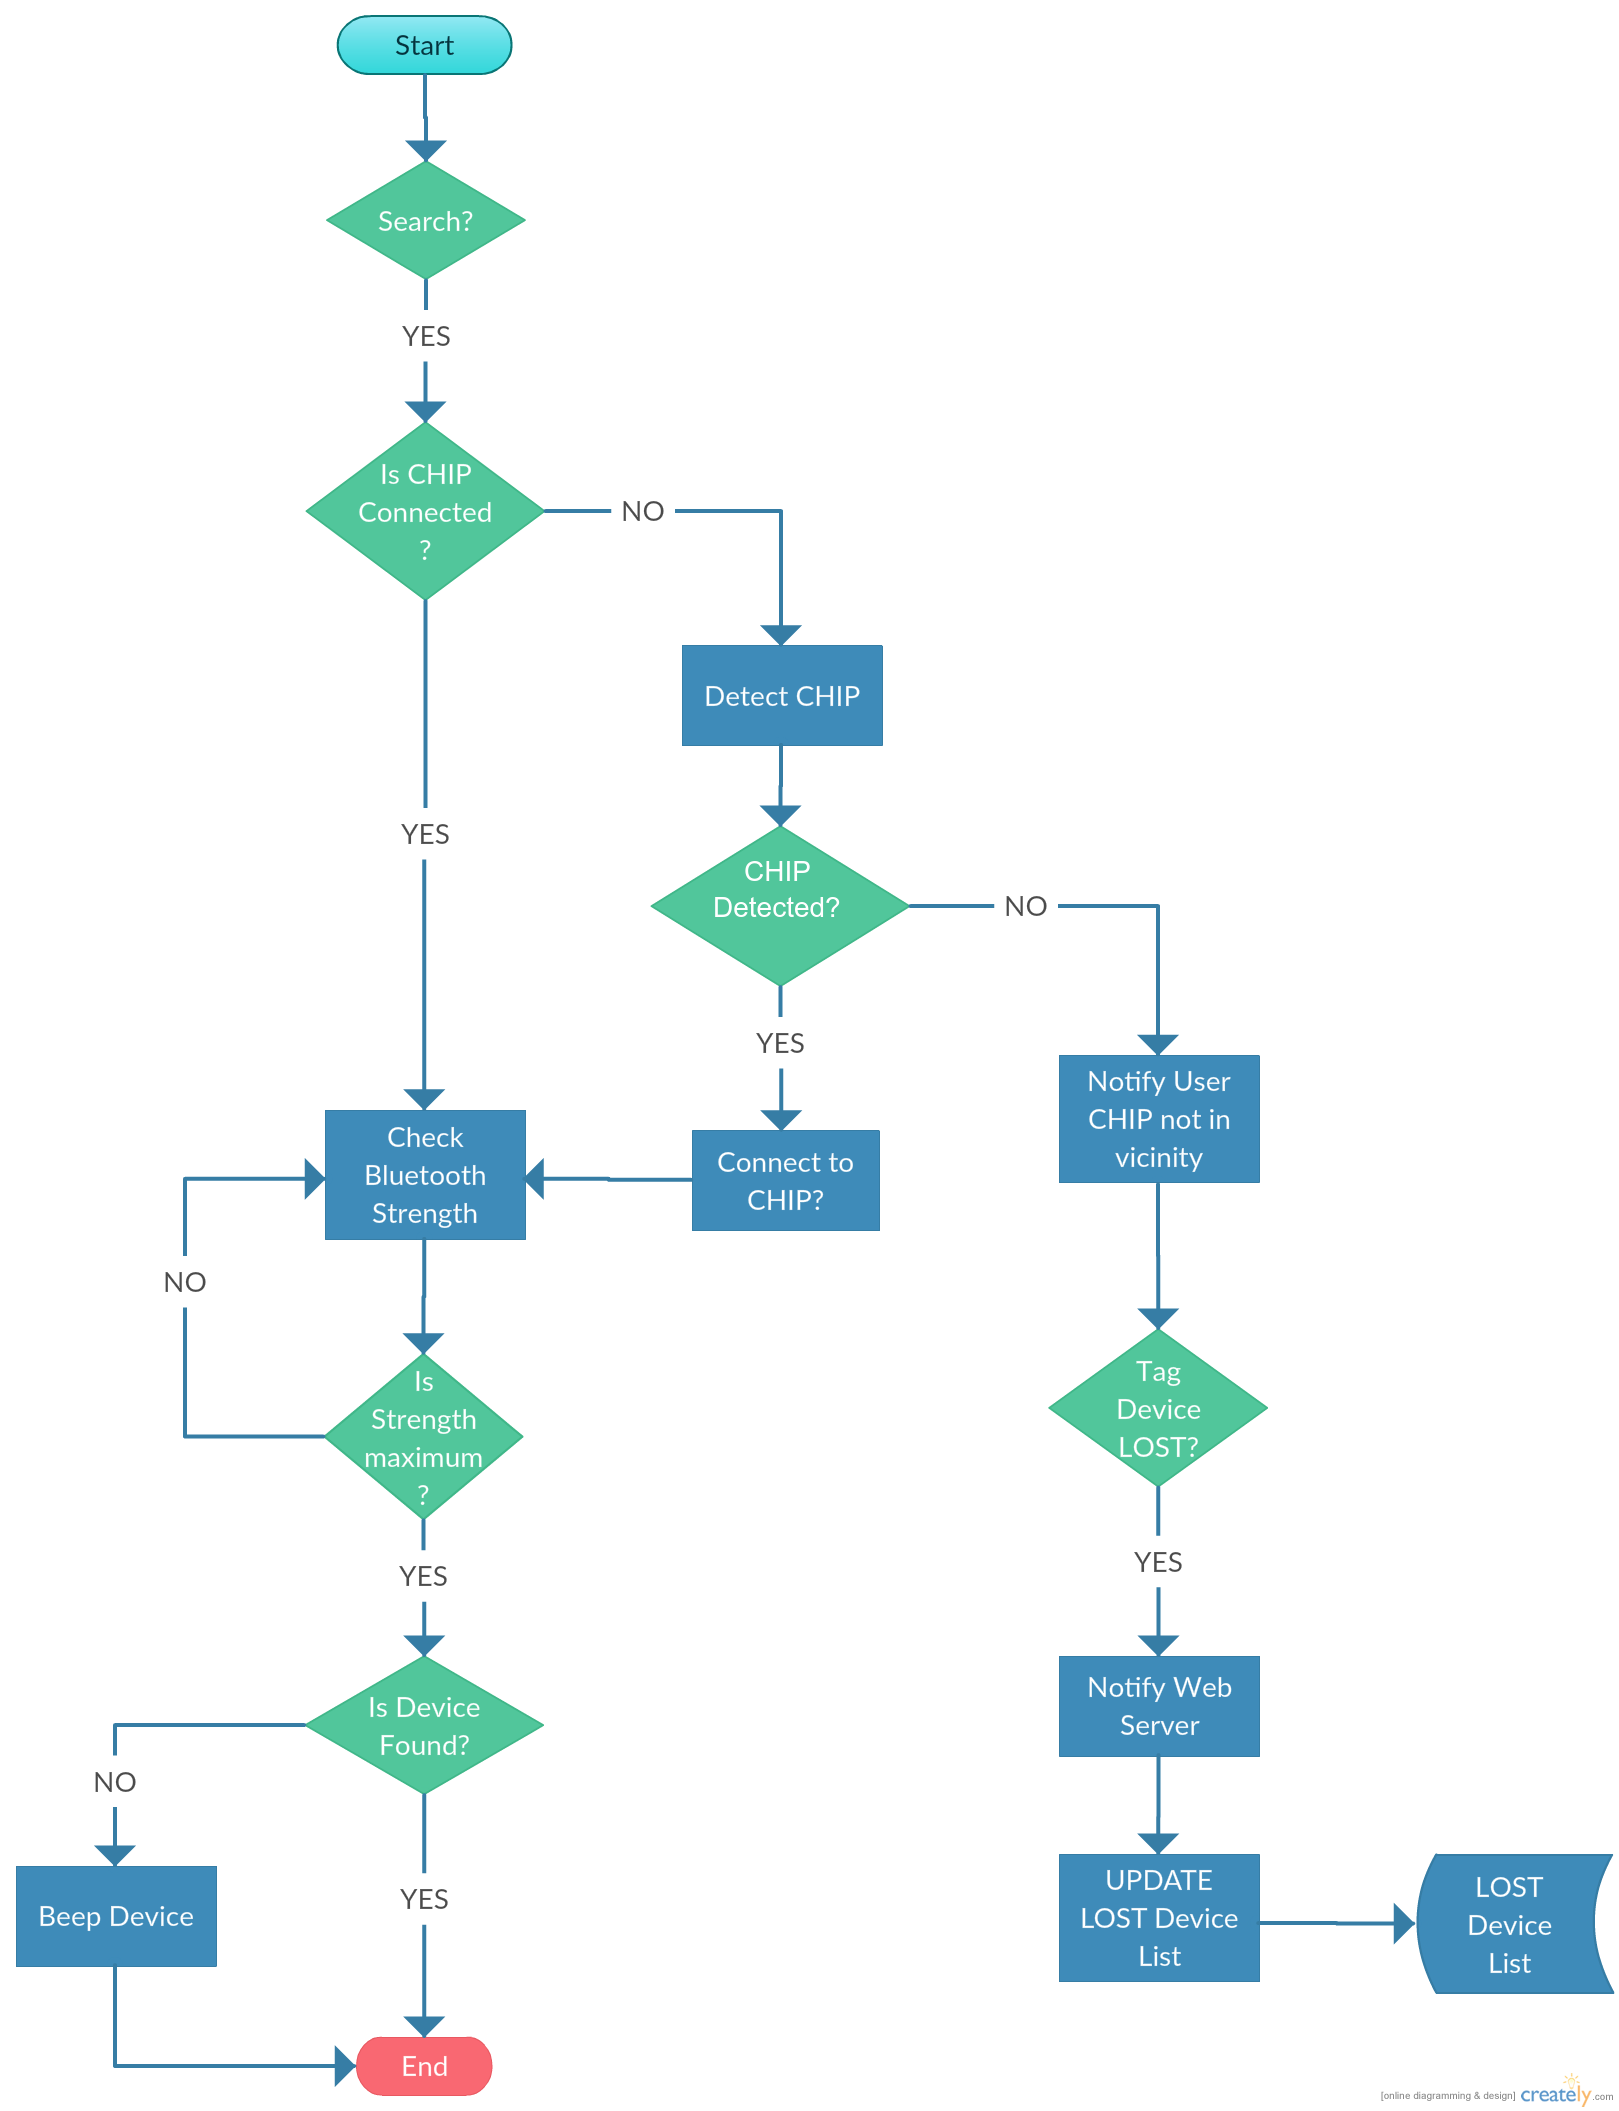 Start
Search?
YES
Is CHIP
Connected
?
NO
Detect CHIP
YES
CHIP
Detected?
NO
YES
Check
Bluetooth
Strength
Connect to
CHIP?
Notify User
CHIP not in
vicinity
NO
Is
Strength
maximum
?
Tag
Device
LOST?
YES
YES
Is Device
Found?
Notify Web
Server
NO
Beep Device
YES
UPDATE
LOST Device
List
LOST
Device
List
End
[online diagramming & design] creately.com